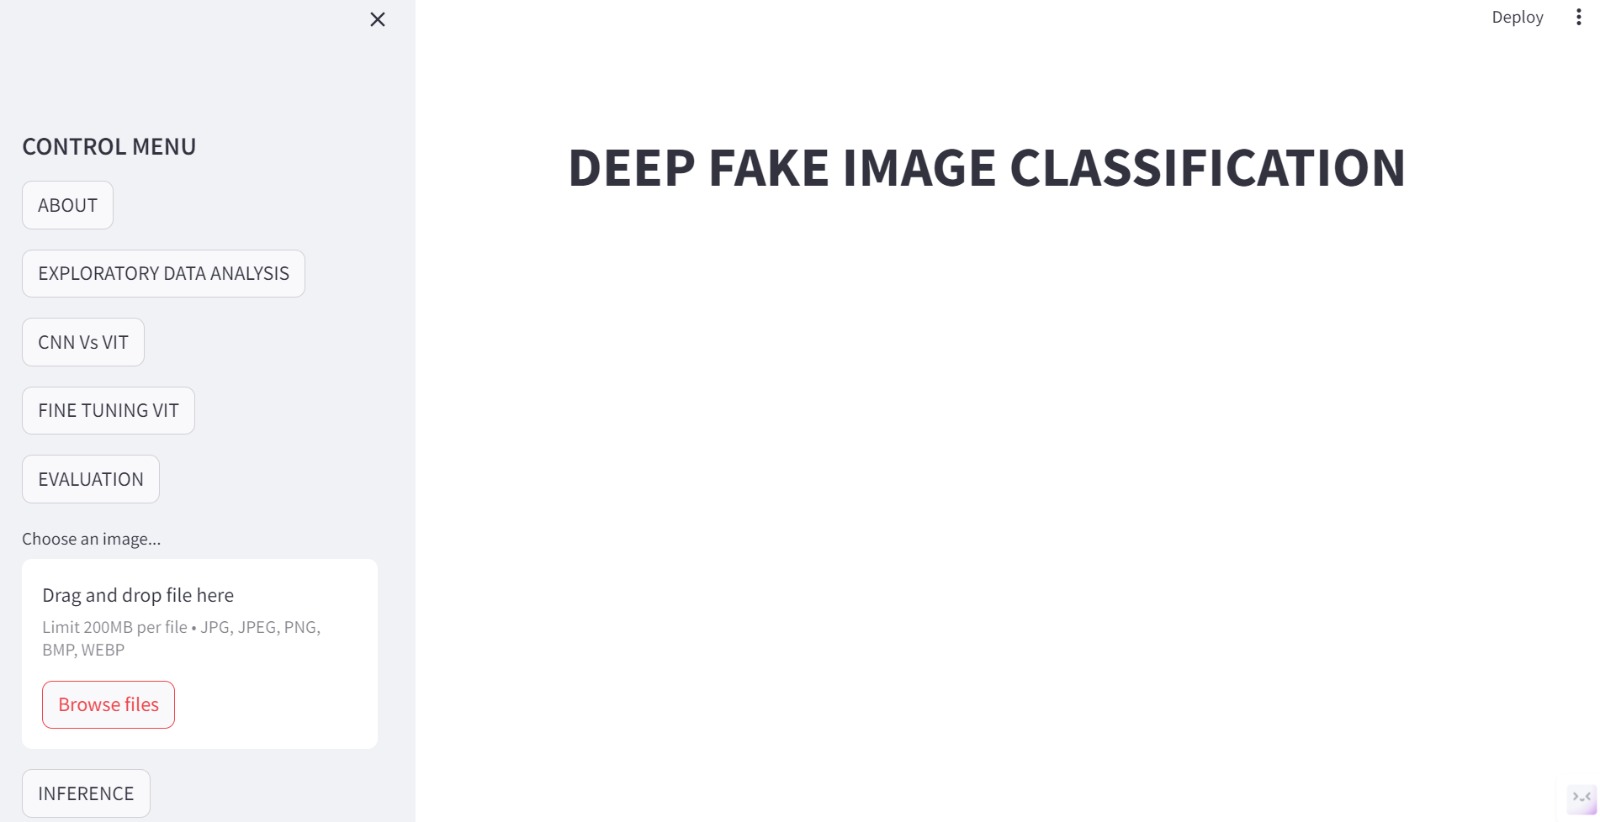 Deploy
CONTROL MENU
ABOUT
EXPLORATORY DATA ANALYSIS
CNN Vs VIT
FINE TUNING VIT
EVALUATION
Choose an image...
Drag and drop file here
Limit 200MB per file • JPG, JPEG, PNG,
BMP, WEBP
Browse files
INFERENCE
DEEP FAKE IMAGE CLASSIFICATION